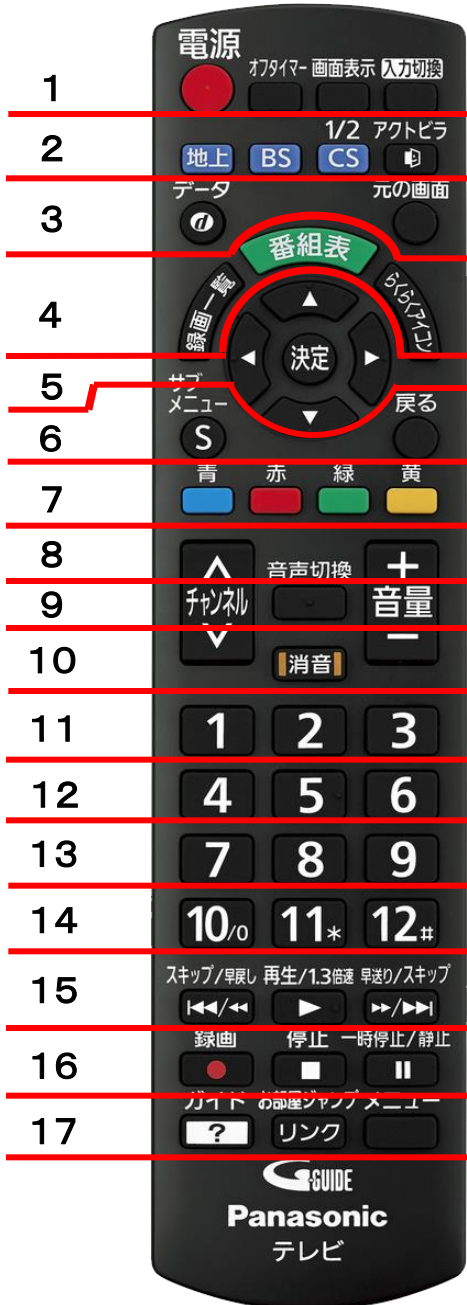 電源
オフタイマー 画面表示 入力切換
1
1/2 アクトビラ
2 地上 BS CS
データ 元の画面
3 d
番組表
4 録画一覧 らくらくアイコン
決定
5 サブメニュー 戻る
6 S
青 赤 緑 黄
7
8 音声切換 +
9 チャンネル 音量
−
10 消音
11 1 2 3
12 4 5 6
13 7 8 9
14 10/0 11* 12#
スキップ/早戻し 再生/1.3倍速 早送り/スキップ
15
録画 停止 一時停止/静止
16
ガイド お部屋ジャンプ メニュー
17 ? リンク
G-GUIDE
Panasonic
テレビ